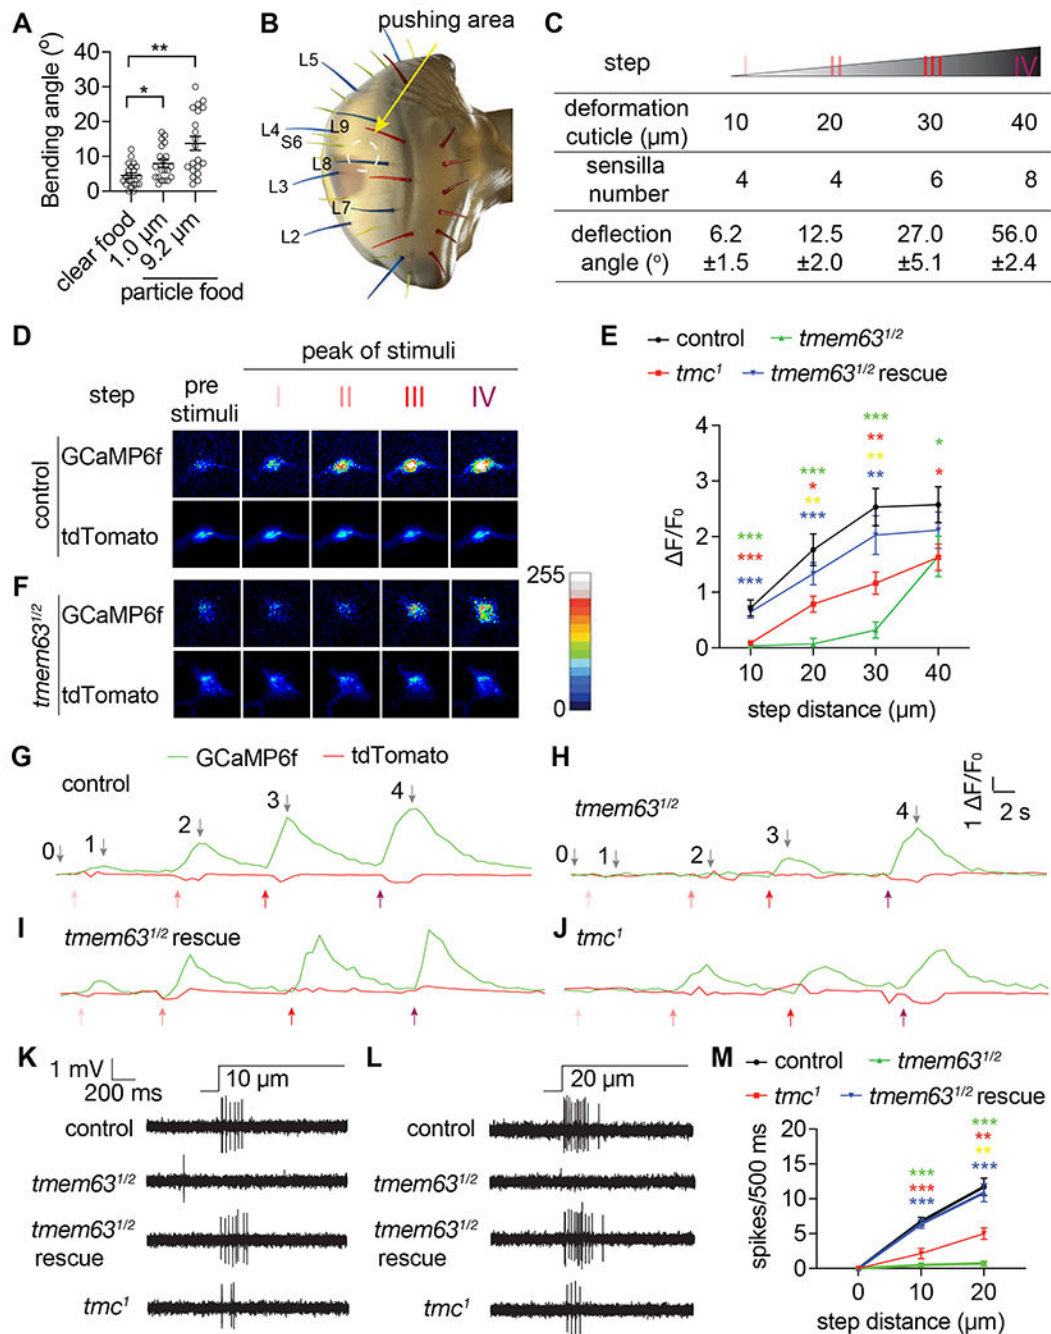 A
Bending angle (°)
40
30
20
10
0
**
*
clear food
1.0 µm
9.2 µm
particle food
B
pushing area
L5
L9
L4
S6
L8
L3
L7
L2
C
step I II III IV
deformation cuticle (µm) 10 20 30 40
sensilla number 4 4 6 8
deflection angle (°) 6.2 ±1.5 12.5 ±2.0 27.0 ±5.1 56.0 ±2.4
D
peak of stimuli
step
pre stimuli
I II III IV
control
GCaMP6f
tdTomato
F
tmem63^1/2
GCaMP6f
tdTomato
255
0
E
control
tmem63^1/2
tmc^1
tmem63^1/2 rescue
ΔF/F₀
4
3
2
1
0
***
***
***
***
*
**
***
***
**
**
**
*
*
10 20 30 40
step distance (µm)
G
GCaMP6f
tdTomato
control
0 1 2 3 4
H
tmem63^1/2
1 ΔF/F₀
2 s
0 1 2 3 4
I
tmem63^1/2 rescue
J
tmc^1
K
1 mV
200 ms
10 µm
control
tmem63^1/2
tmem63^1/2 rescue
tmc^1
L
20 µm
control
tmem63^1/2
tmem63^1/2 rescue
tmc^1
M
control
tmem63^1/2
tmc^1
tmem63^1/2 rescue
spikes/500 ms
20
15
10
5
0
***
***
***
***
**
**
***
0 10 20
step distance (µm)